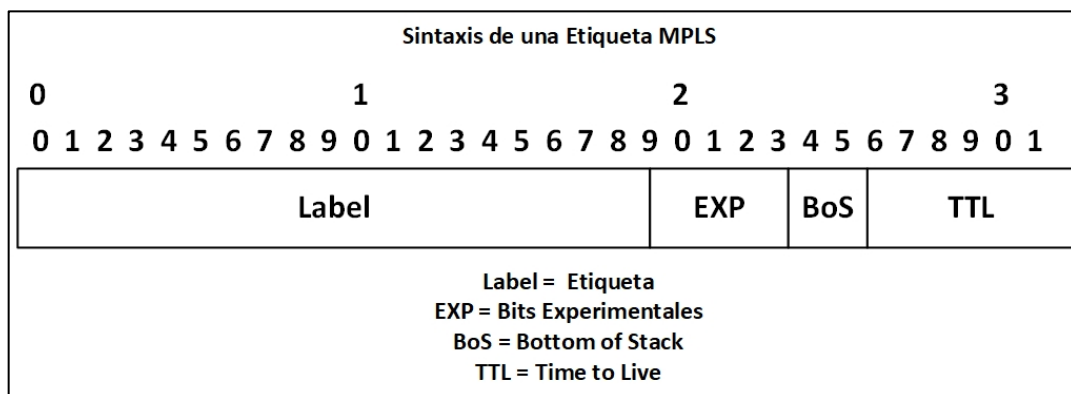 Sintaxis de una Etiqueta MPLS
0 1 2 3
0 1 2 3 4 5 6 7 8 9 0 1 2 3 4 5 6 7 8 9 0 1 2 3 4 5 6 7 8 9 0 1
Label EXP BoS TTL
Label = Etiqueta
EXP = Bits Experimentales
BoS = Bottom of Stack
TTL = Time to Live